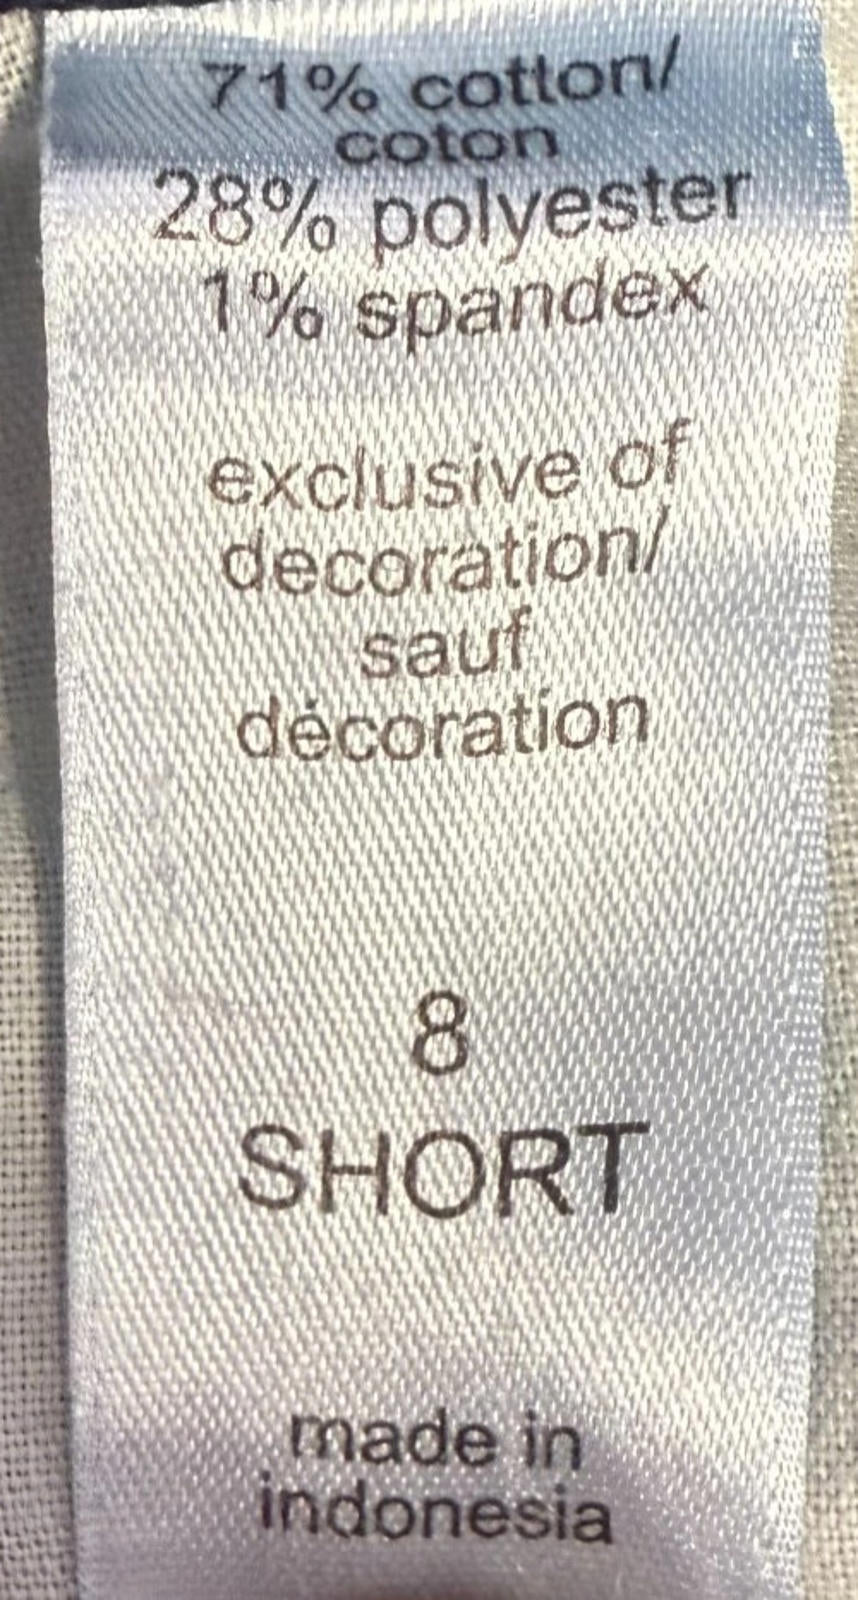 71% cotton/
coton
28% polyester
1% spandex
exclusive of
decoration/
sauf
décoration
8
SHORT
made in
indonesia